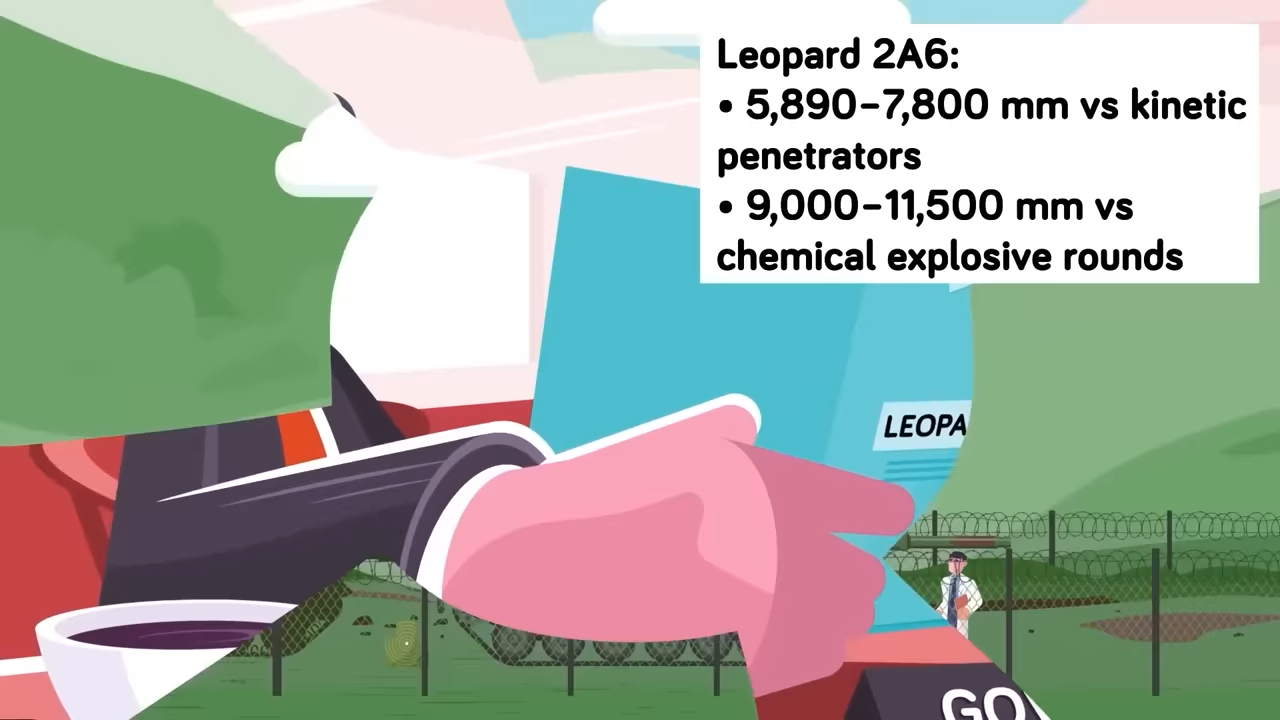 Leopard 2A6:
• 5,890–7,800 mm vs kinetic
penetrators
• 9,000–11,500 mm vs
chemical explosive rounds
LEOPA
GO